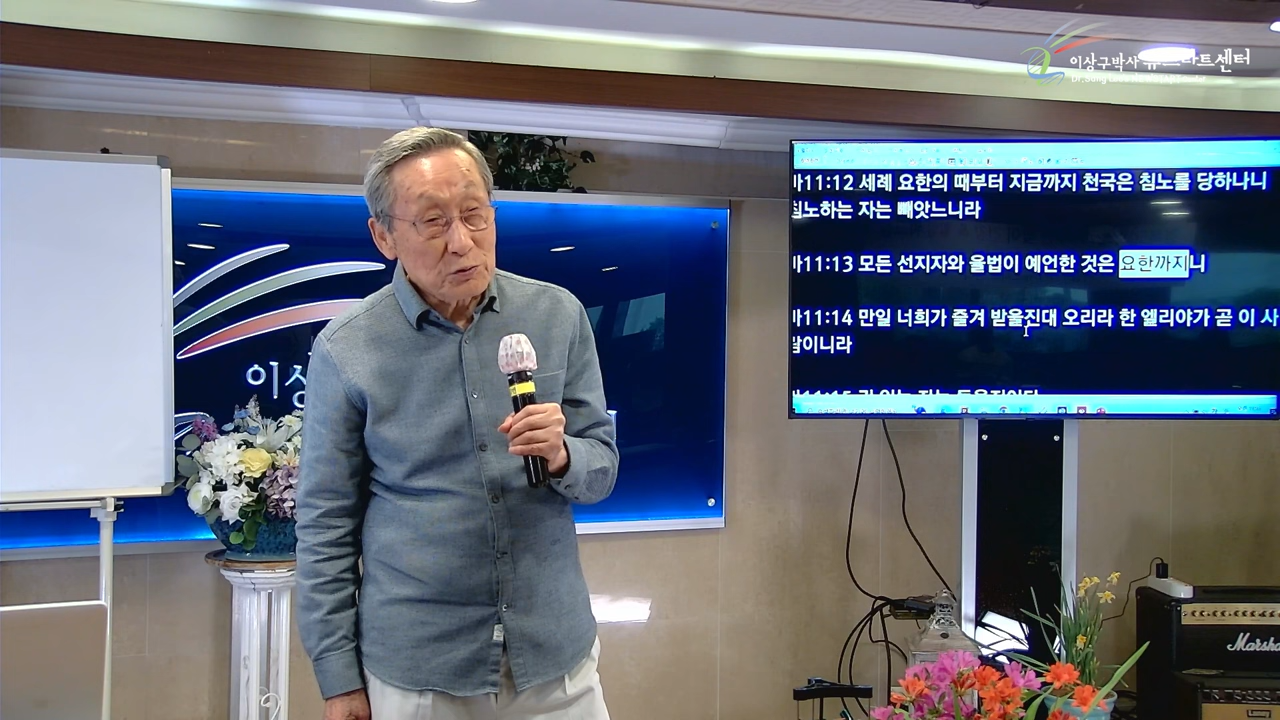 이상구박사 뉴스타트센터
마11:12 세례 요한의 때부터 지금까지 천국은 침노를 당하나니
침노하는 자는 빼앗느니라
마11:13 모든 선지자와 율법이 예언한 것은 요한까지니
마11:14 만일 너희가 즐겨 받을진대 오리라 한 엘리야가 곧 이 사
람이니라
이상
Marsha